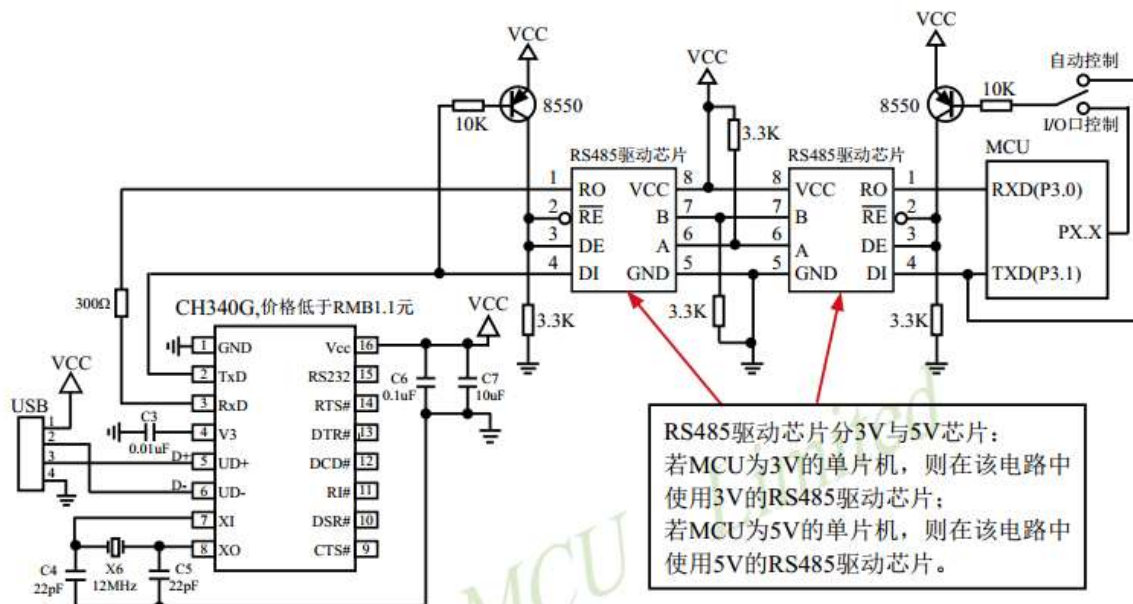 VCC
VCC
VCC
自动控制
8550
8550
10K
10K
I/O口控制
3.3K
MCU
RS485驱动芯片
RS485驱动芯片
1 RO VCC 8
8 VCC RO 1
RXD(P3.0)
2 RE B 7
7 B RE 2
PX.X
3 DE A 6
6 A DE 3
4 DI GND 5
5 GND DI 4
TXD(P3.1)
300Ω
3.3K
3.3K
3.3K
CH340G,价格低于RMB1.1元
VCC
1 GND Vcc 16
2 TxD RS232 15
3 RxD RTS# 14
4 V3 DTR# 13
5 UD+ DCD# 12
6 UD- RI# 11
7 XI DSR# 10
8 XO CTS# 9
C6
0.1uF
C7
10uF
VCC
USB
1
2
3
4
C3
0.01uF
D+
D-
C4
22pF
X6
12MHz
C5
22pF
RS485驱动芯片分3V与5V芯片：
若MCU为3V的单片机，则在该电路中
使用3V的RS485驱动芯片；
若MCU为5V的单片机，则在该电路中
使用5V的RS485驱动芯片。
MCU Limited